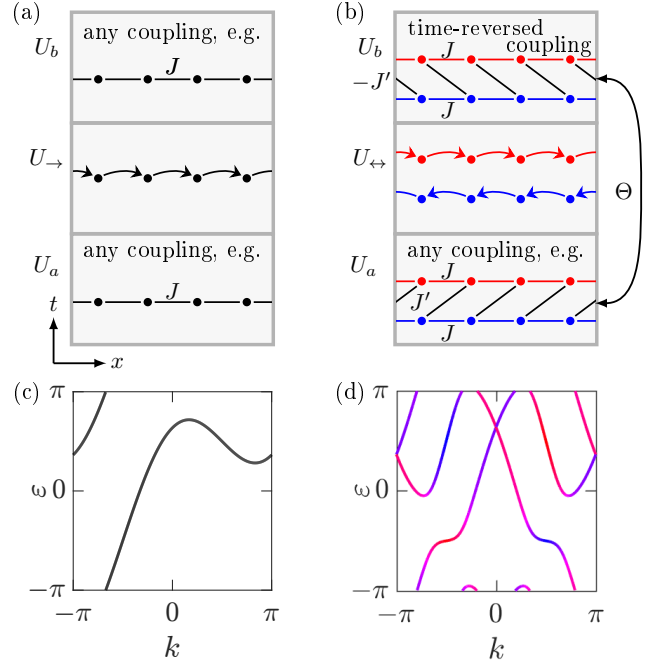 (a)
any coupling, e.g.
U_b
J
U_→
any coupling, e.g.
U_a
J
t
x
(b)
time-reversed
U_b
J
coupling
−J′
J
U_↔
Θ
any coupling, e.g.
U_a
J
J′
J
(c)
π
ε 0
−π
−π 0 π
k
(d)
π
ε 0
−π
−π 0 π
k